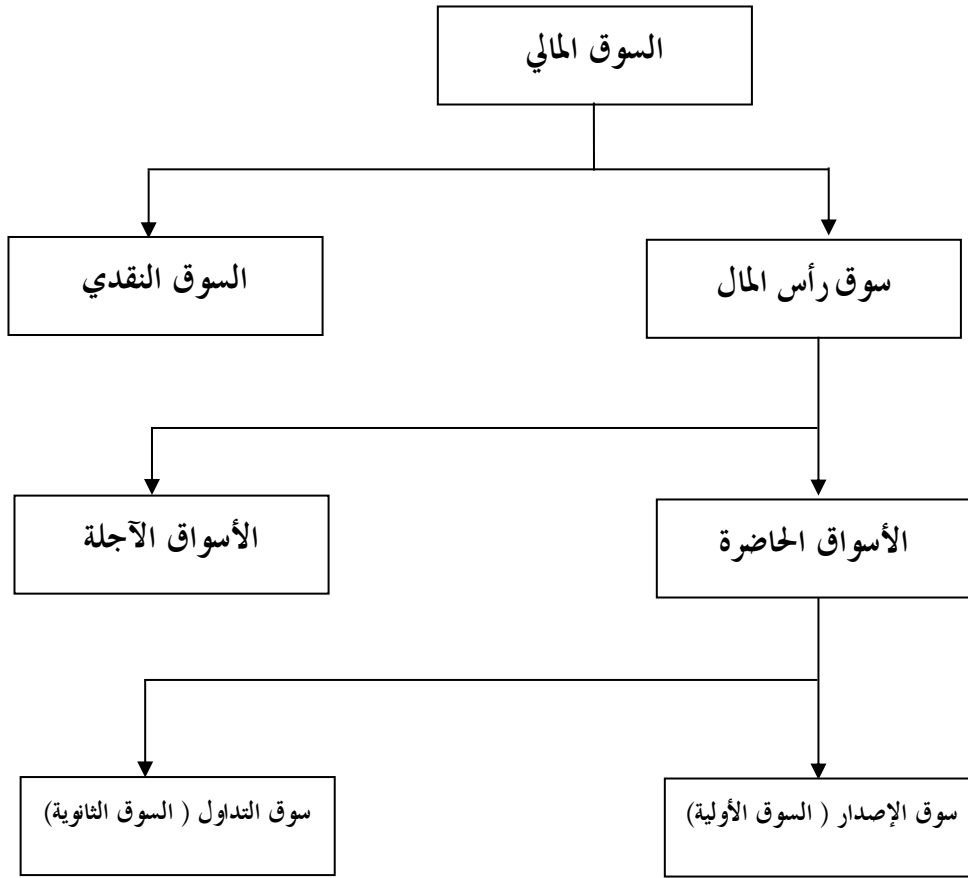 السوق المالي
سوق رأس المال
السوق النقدي
الأسواق الحاضرة
الأسواق الآجلة
سوق الإصدار ( السوق الأولية)
سوق التداول ( السوق الثانوية)